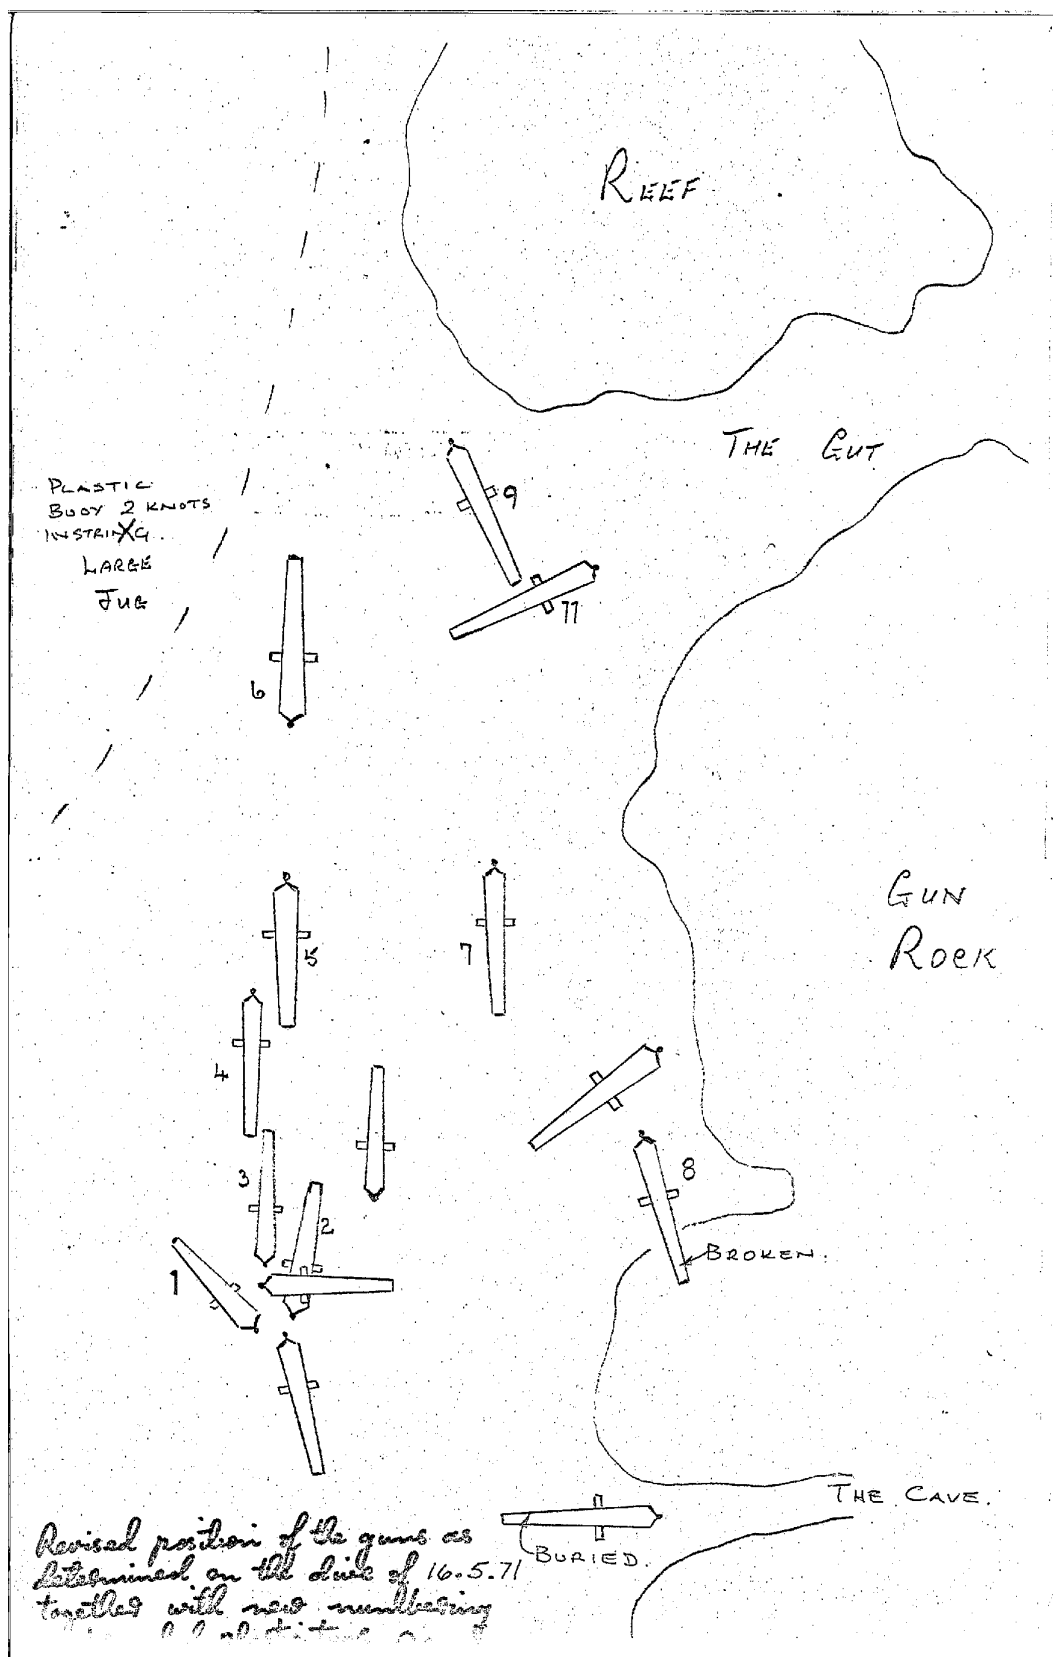 REEF
THE GUT
PLASTIC
BUOY 2 KNOTS
IN STRING.
LARGE
JUG
9
11
6
GUN
ROCK
5
7
4
3
8
2
BROKEN.
1
THE CAVE.
BURIED.
Revised position of the guns as
determined on the dive of 16.5.71
together with new numbering